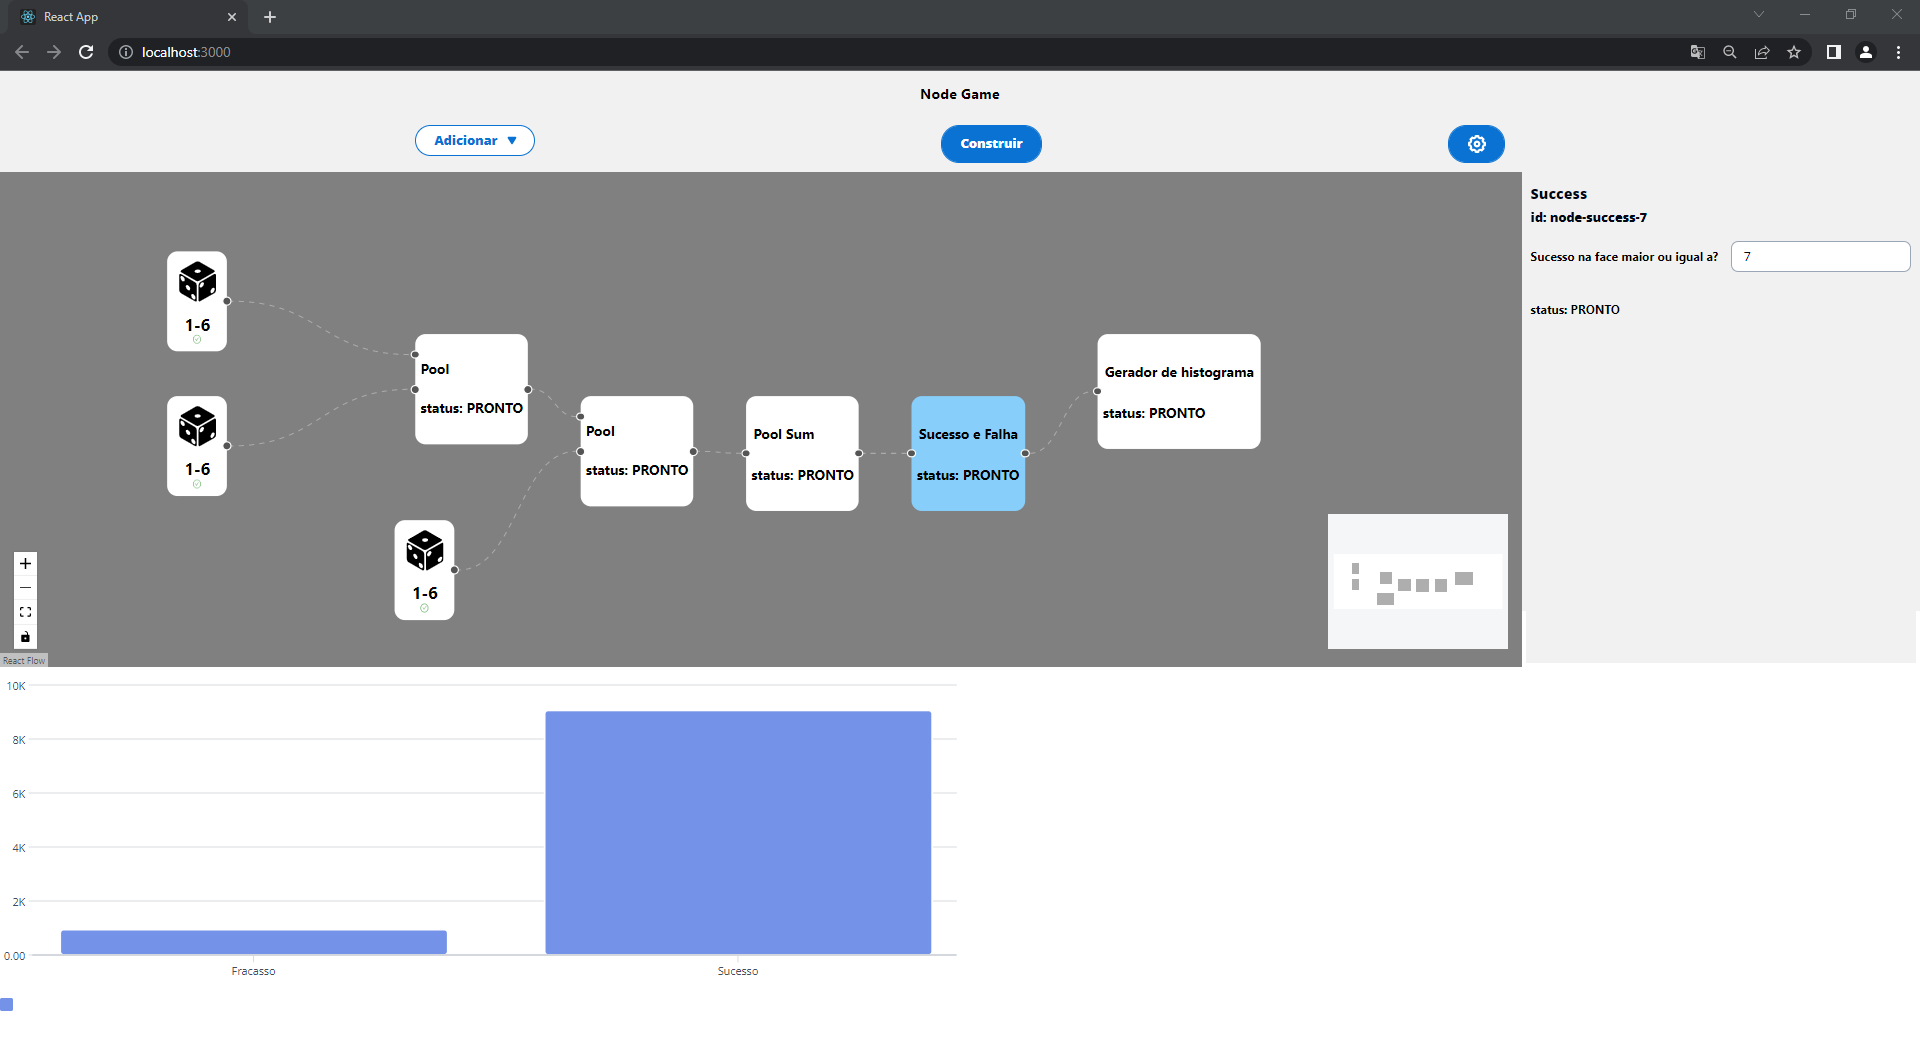 React App
localhost:3000
Node Game
Adicionar
Construir
Success
id: node-success-7
Sucesso na face maior ou igual a?
7
status: PRONTO
1-6
1-6
1-6
Pool
status: PRONTO
Pool
status: PRONTO
Pool Sum
status: PRONTO
Sucesso e Falha
status: PRONTO
Gerador de histograma
status: PRONTO
React Flow
10K
8K
6K
4K
2K
0.00
Fracasso
Sucesso